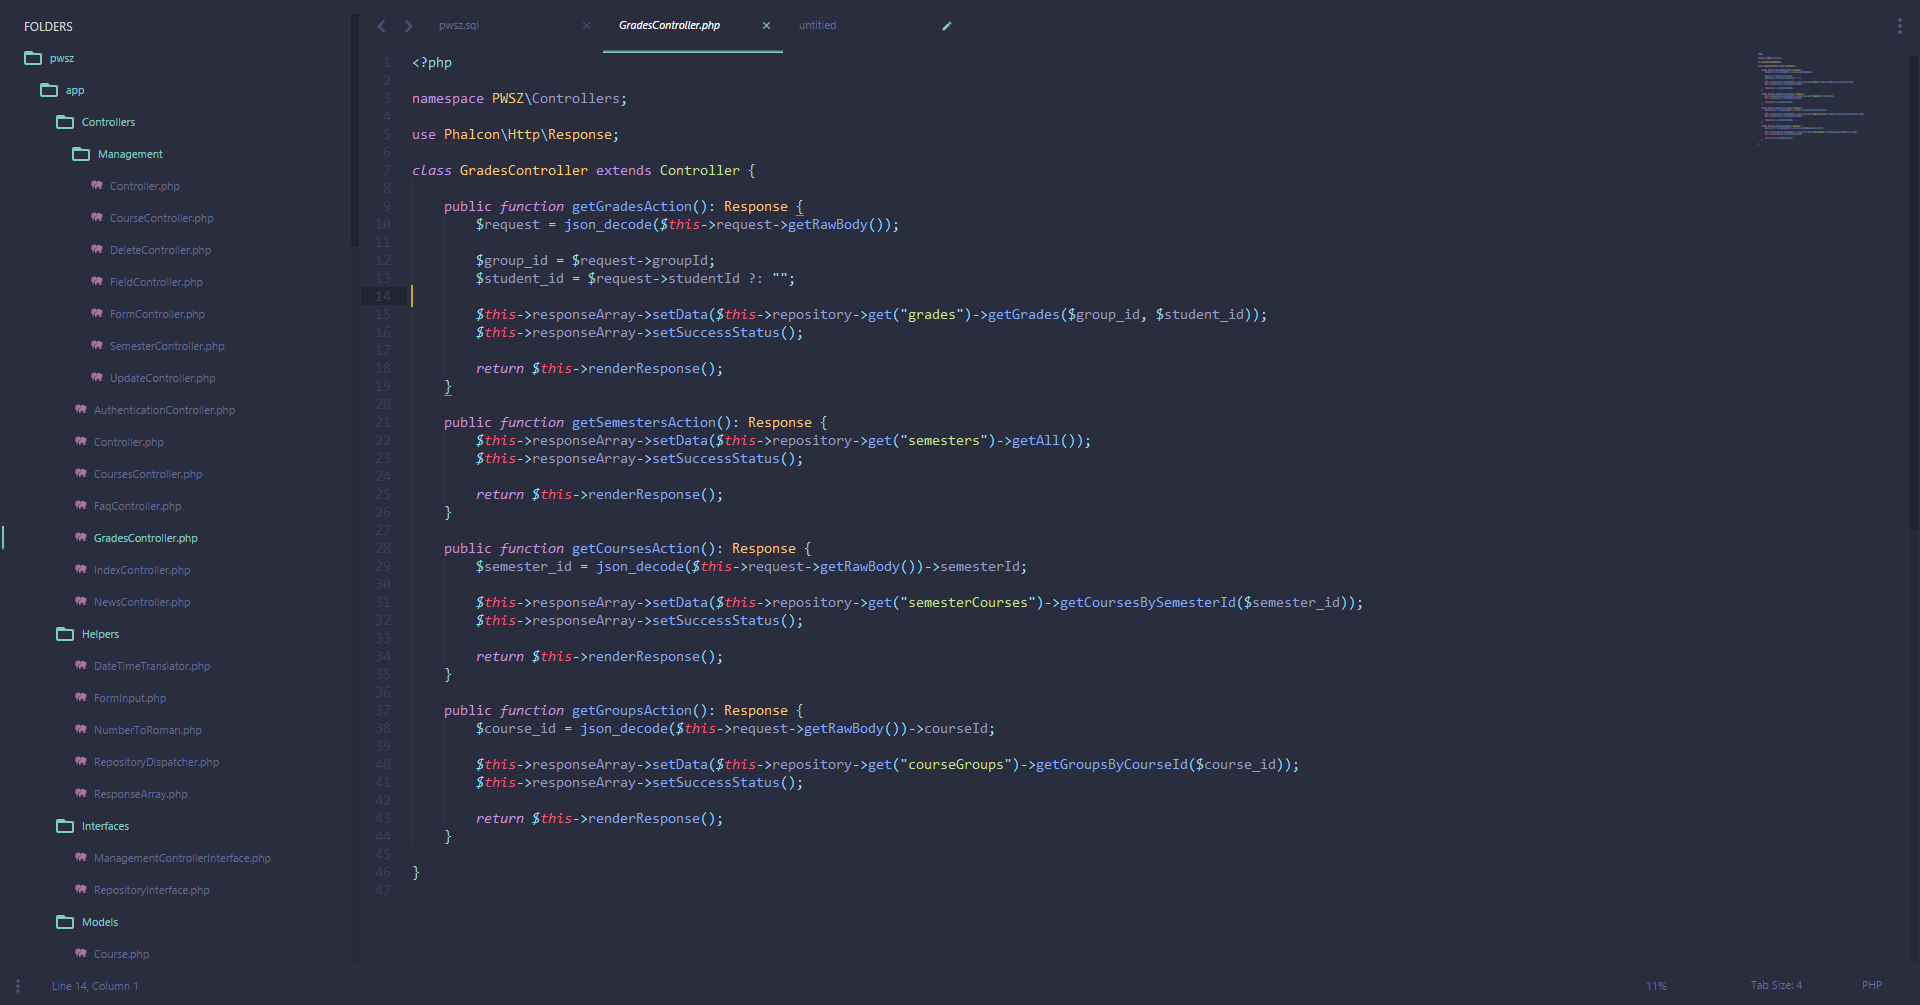 FOLDERS
pwsz
app
Controllers
Management
Controller.php
CourseController.php
DeleteController.php
FieldController.php
FormController.php
SemesterController.php
UpdateController.php
AuthenticationController.php
Controller.php
CoursesController.php
FaqController.php
GradesController.php
IndexController.php
NewsController.php
Helpers
DateTimeTranslator.php
FormInput.php
NumberToRoman.php
RepositoryDispatcher.php
ResponseArray.php
Interfaces
ManagementControllerInterface.php
RepositoryInterface.php
Models
Course.php
pwsz.sql GradesController.php untitled
1 <?php
2
3 namespace PWSZ\Controllers;
4
5 use Phalcon\Http\Response;
6
7 class GradesController extends Controller {
8
9 public function getGradesAction(): Response {
10 $request = json_decode($this->request->getRawBody());
11
12 $group_id = $request->groupId;
13 $student_id = $request->studentId ?: "";
14
15 $this->responseArray->setData($this->repository->get("grades")->getGrades($group_id, $student_id));
16 $this->responseArray->setSuccessStatus();
17
18 return $this->renderResponse();
19 }
20
21 public function getSemestersAction(): Response {
22 $this->responseArray->setData($this->repository->get("semesters")->getAll());
23 $this->responseArray->setSuccessStatus();
24
25 return $this->renderResponse();
26 }
27
28 public function getCoursesAction(): Response {
29 $semester_id = json_decode($this->request->getRawBody())->semesterId;
30
31 $this->responseArray->setData($this->repository->get("semesterCourses")->getCoursesBySemesterId($semester_id));
32 $this->responseArray->setSuccessStatus();
33
34 return $this->renderResponse();
35 }
36
37 public function getGroupsAction(): Response {
38 $course_id = json_decode($this->request->getRawBody())->courseId;
39
40 $this->responseArray->setData($this->repository->get("courseGroups")->getGroupsByCourseId($course_id));
41 $this->responseArray->setSuccessStatus();
42
43 return $this->renderResponse();
44 }
45
46 }
47
Line 14, Column 1 11% Tab Size: 4 PHP